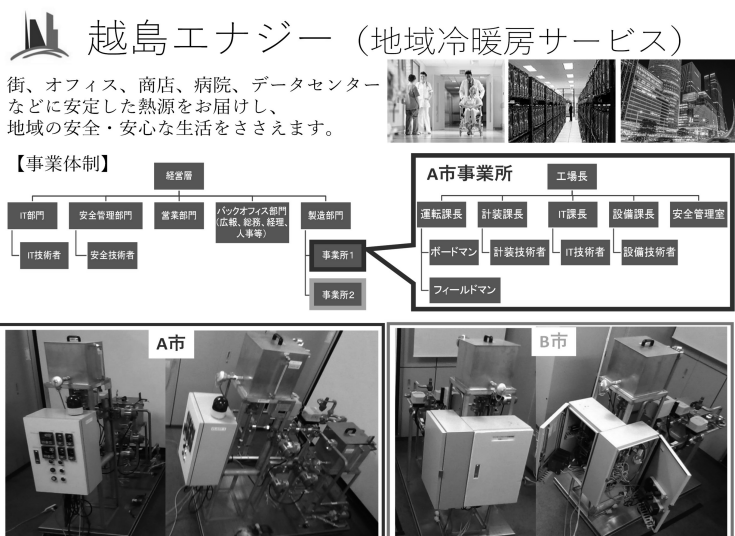 越島エナジー（地域冷暖房サービス）
街、オフィス、商店、病院、データセンター
などに安定した熱源をお届けし、
地域の安全・安心な生活をささえます。
【事業体制】
経営層
IT部門
安全管理部門
営業部門
バックオフィス部門
（広報、総務、経理、
人事等）
製造部門
IT技術者
安全技術者
事業所1
事業所2
A市事業所
工場長
運転課長
計装課長
IT課長
設備課長
安全管理室
ボードマン
計装技術者
IT技術者
設備技術者
フィールドマン
A市
B市